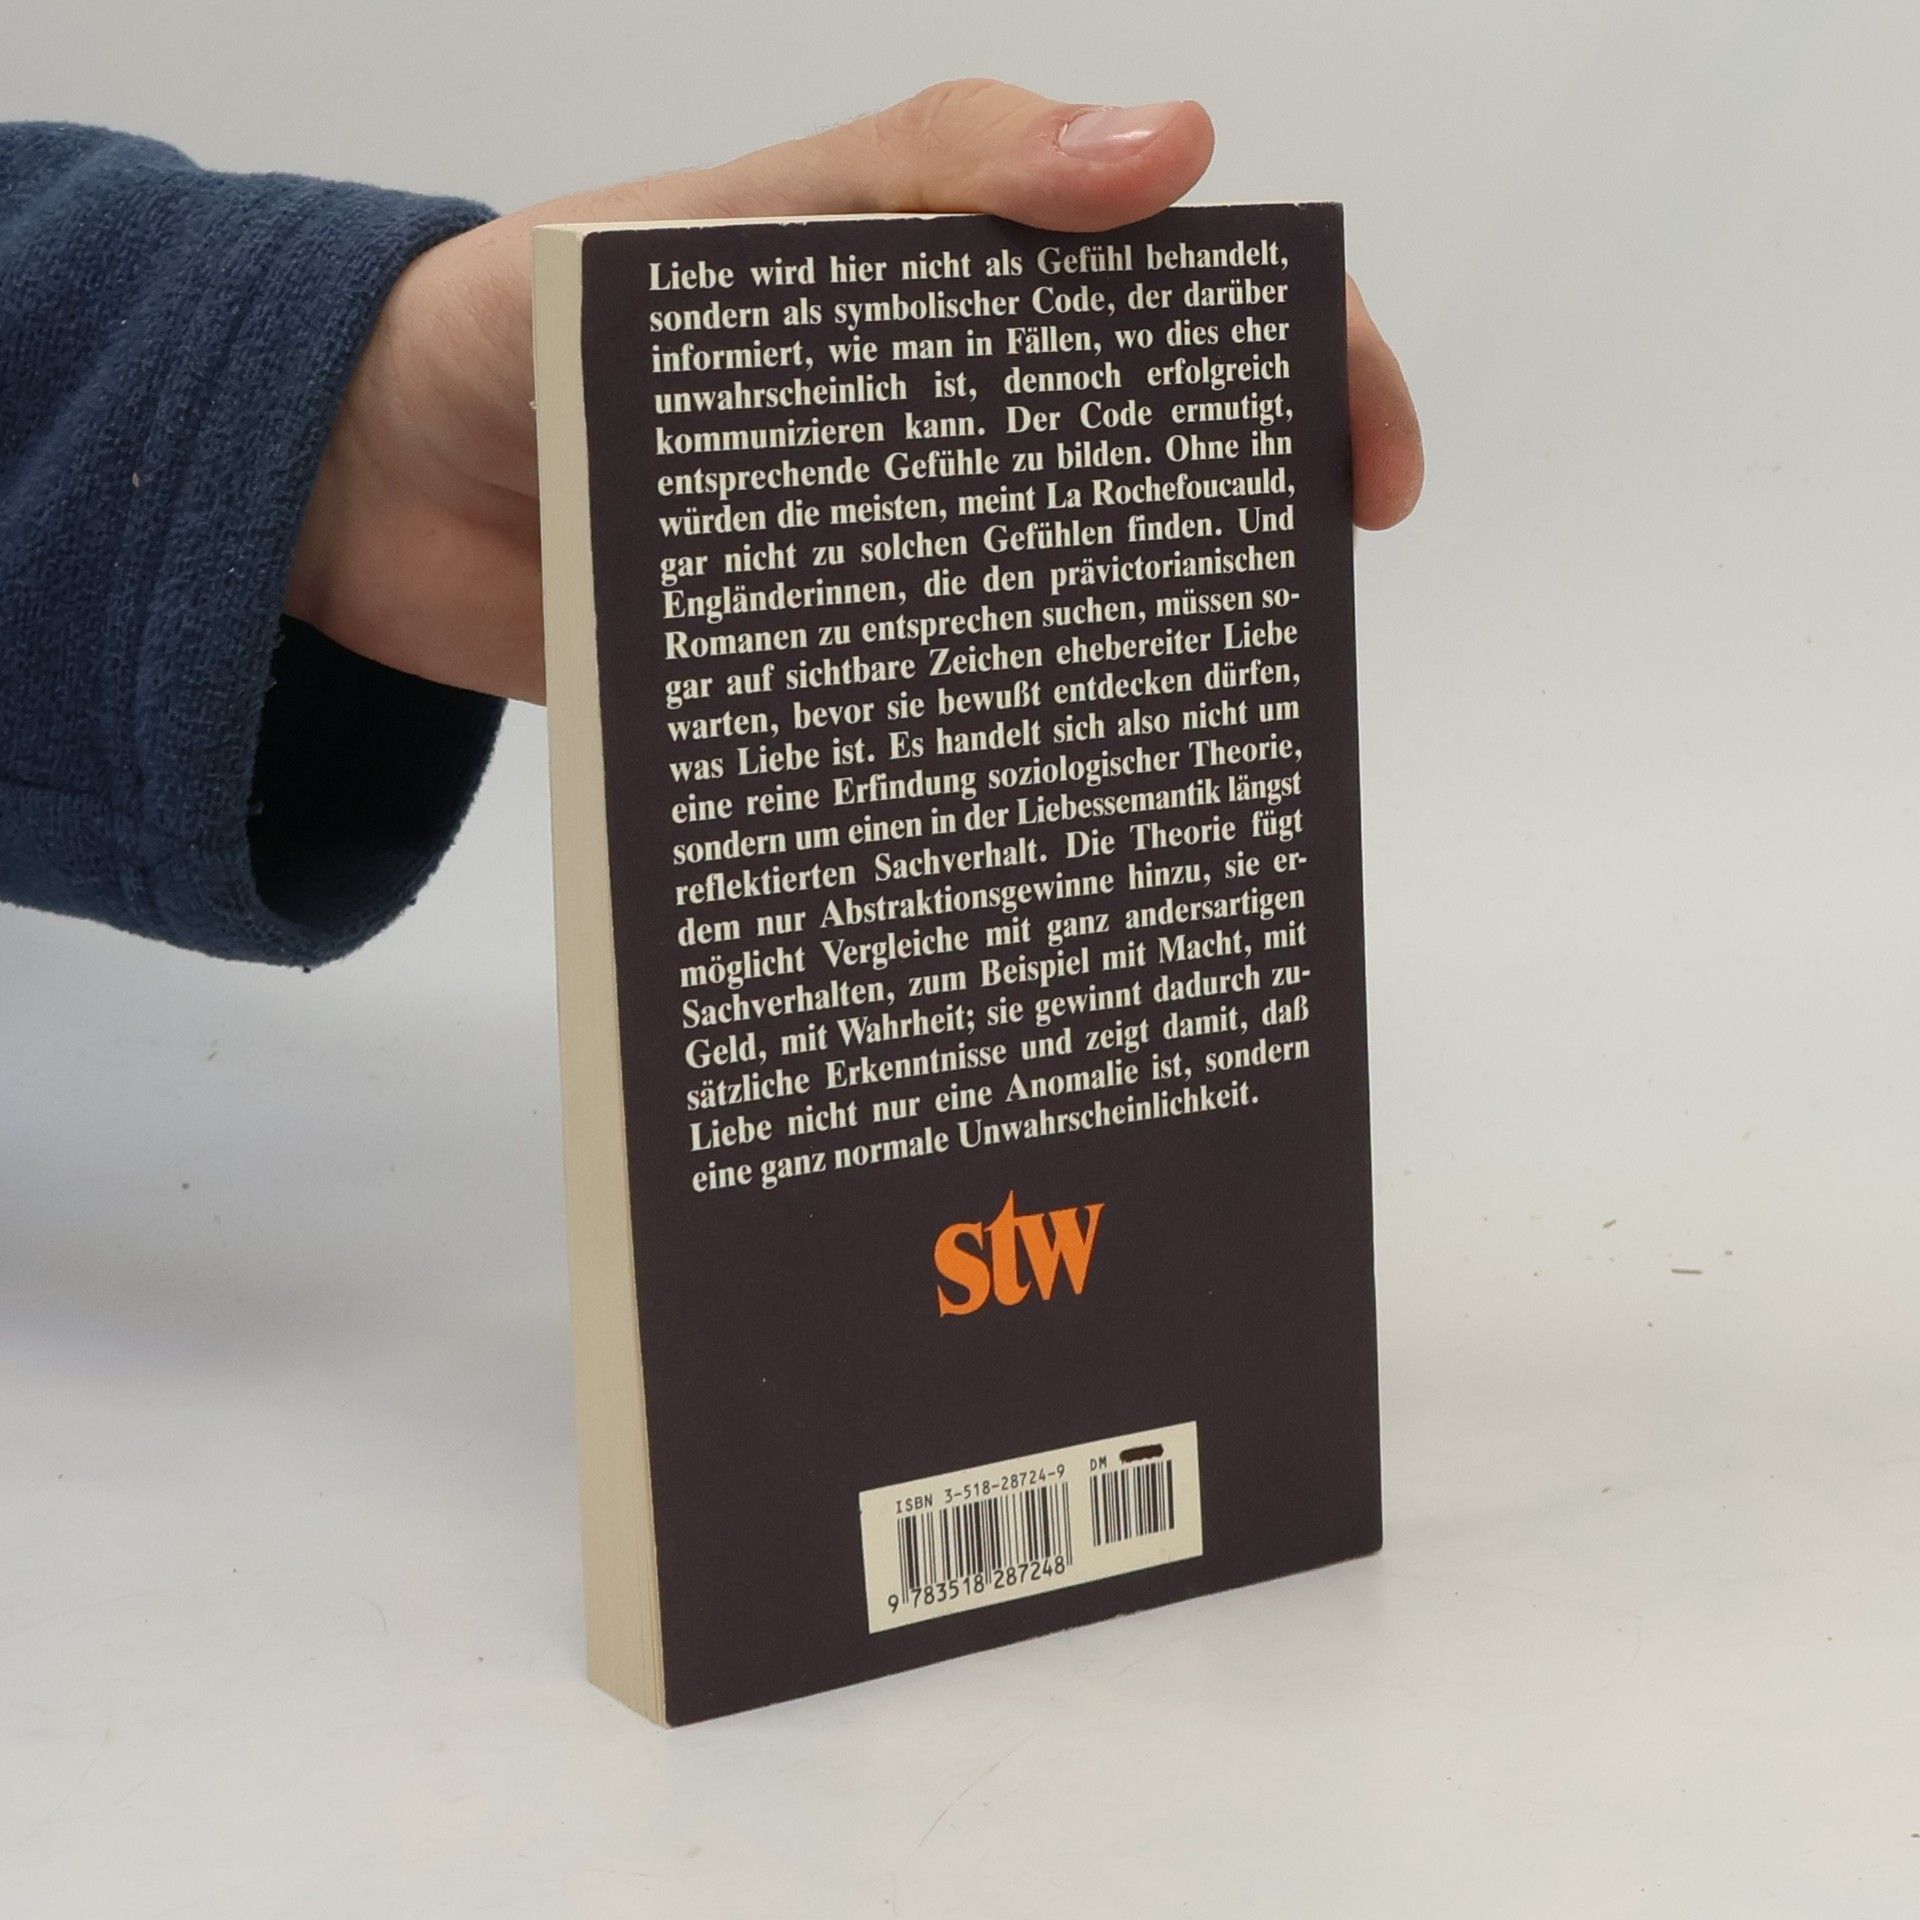 Liebe wird hier nicht als Gefühl behandelt,
sondern als symbolischer Code, der darüber
informiert, wie man in Fällen, wo dies eher
unwahrscheinlich ist, dennoch erfolgreich
kommunizieren kann. Der Code ermutigt,
entsprechende Gefühle zu bilden. Ohne ihn
würden die meisten, meint La Rochefoucauld,
gar nicht zu solchen Gefühlen finden. Und
Engländerinnen, die den prävictorianischen
Romanen zu entsprechen suchen, müssen so-
gar auf sichtbare Zeichen ehebereiter Liebe
warten, bevor sie bewußt entdecken dürfen,
was Liebe ist. Es handelt sich also nicht um
eine reine Erfindung soziologischer Theorie,
sondern um einen in der Liebessemantik längst
reflektierten Sachverhalt. Die Theorie fügt
dem nur Abstraktionsgewinne hinzu, sie er-
möglicht Vergleiche mit ganz andersartigen
Sachverhalten, zum Beispiel mit Macht, mit
Geld, mit Wahrheit; sie gewinnt dadurch zu-
sätzliche Erkenntnisse und zeigt damit, daß
Liebe nicht nur eine Anomalie ist, sondern
eine ganz normale Unwahrscheinlichkeit.
stw
ISBN 3-518-28724-9 DM
9 783518 287248